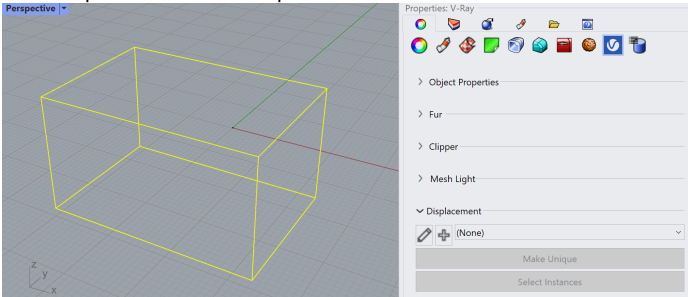 Perspective
Properties: V-Ray
Object Properties
Fur
Clipper
Mesh Light
Displacement
(None)
Make Unique
Select Instances
z
y
x